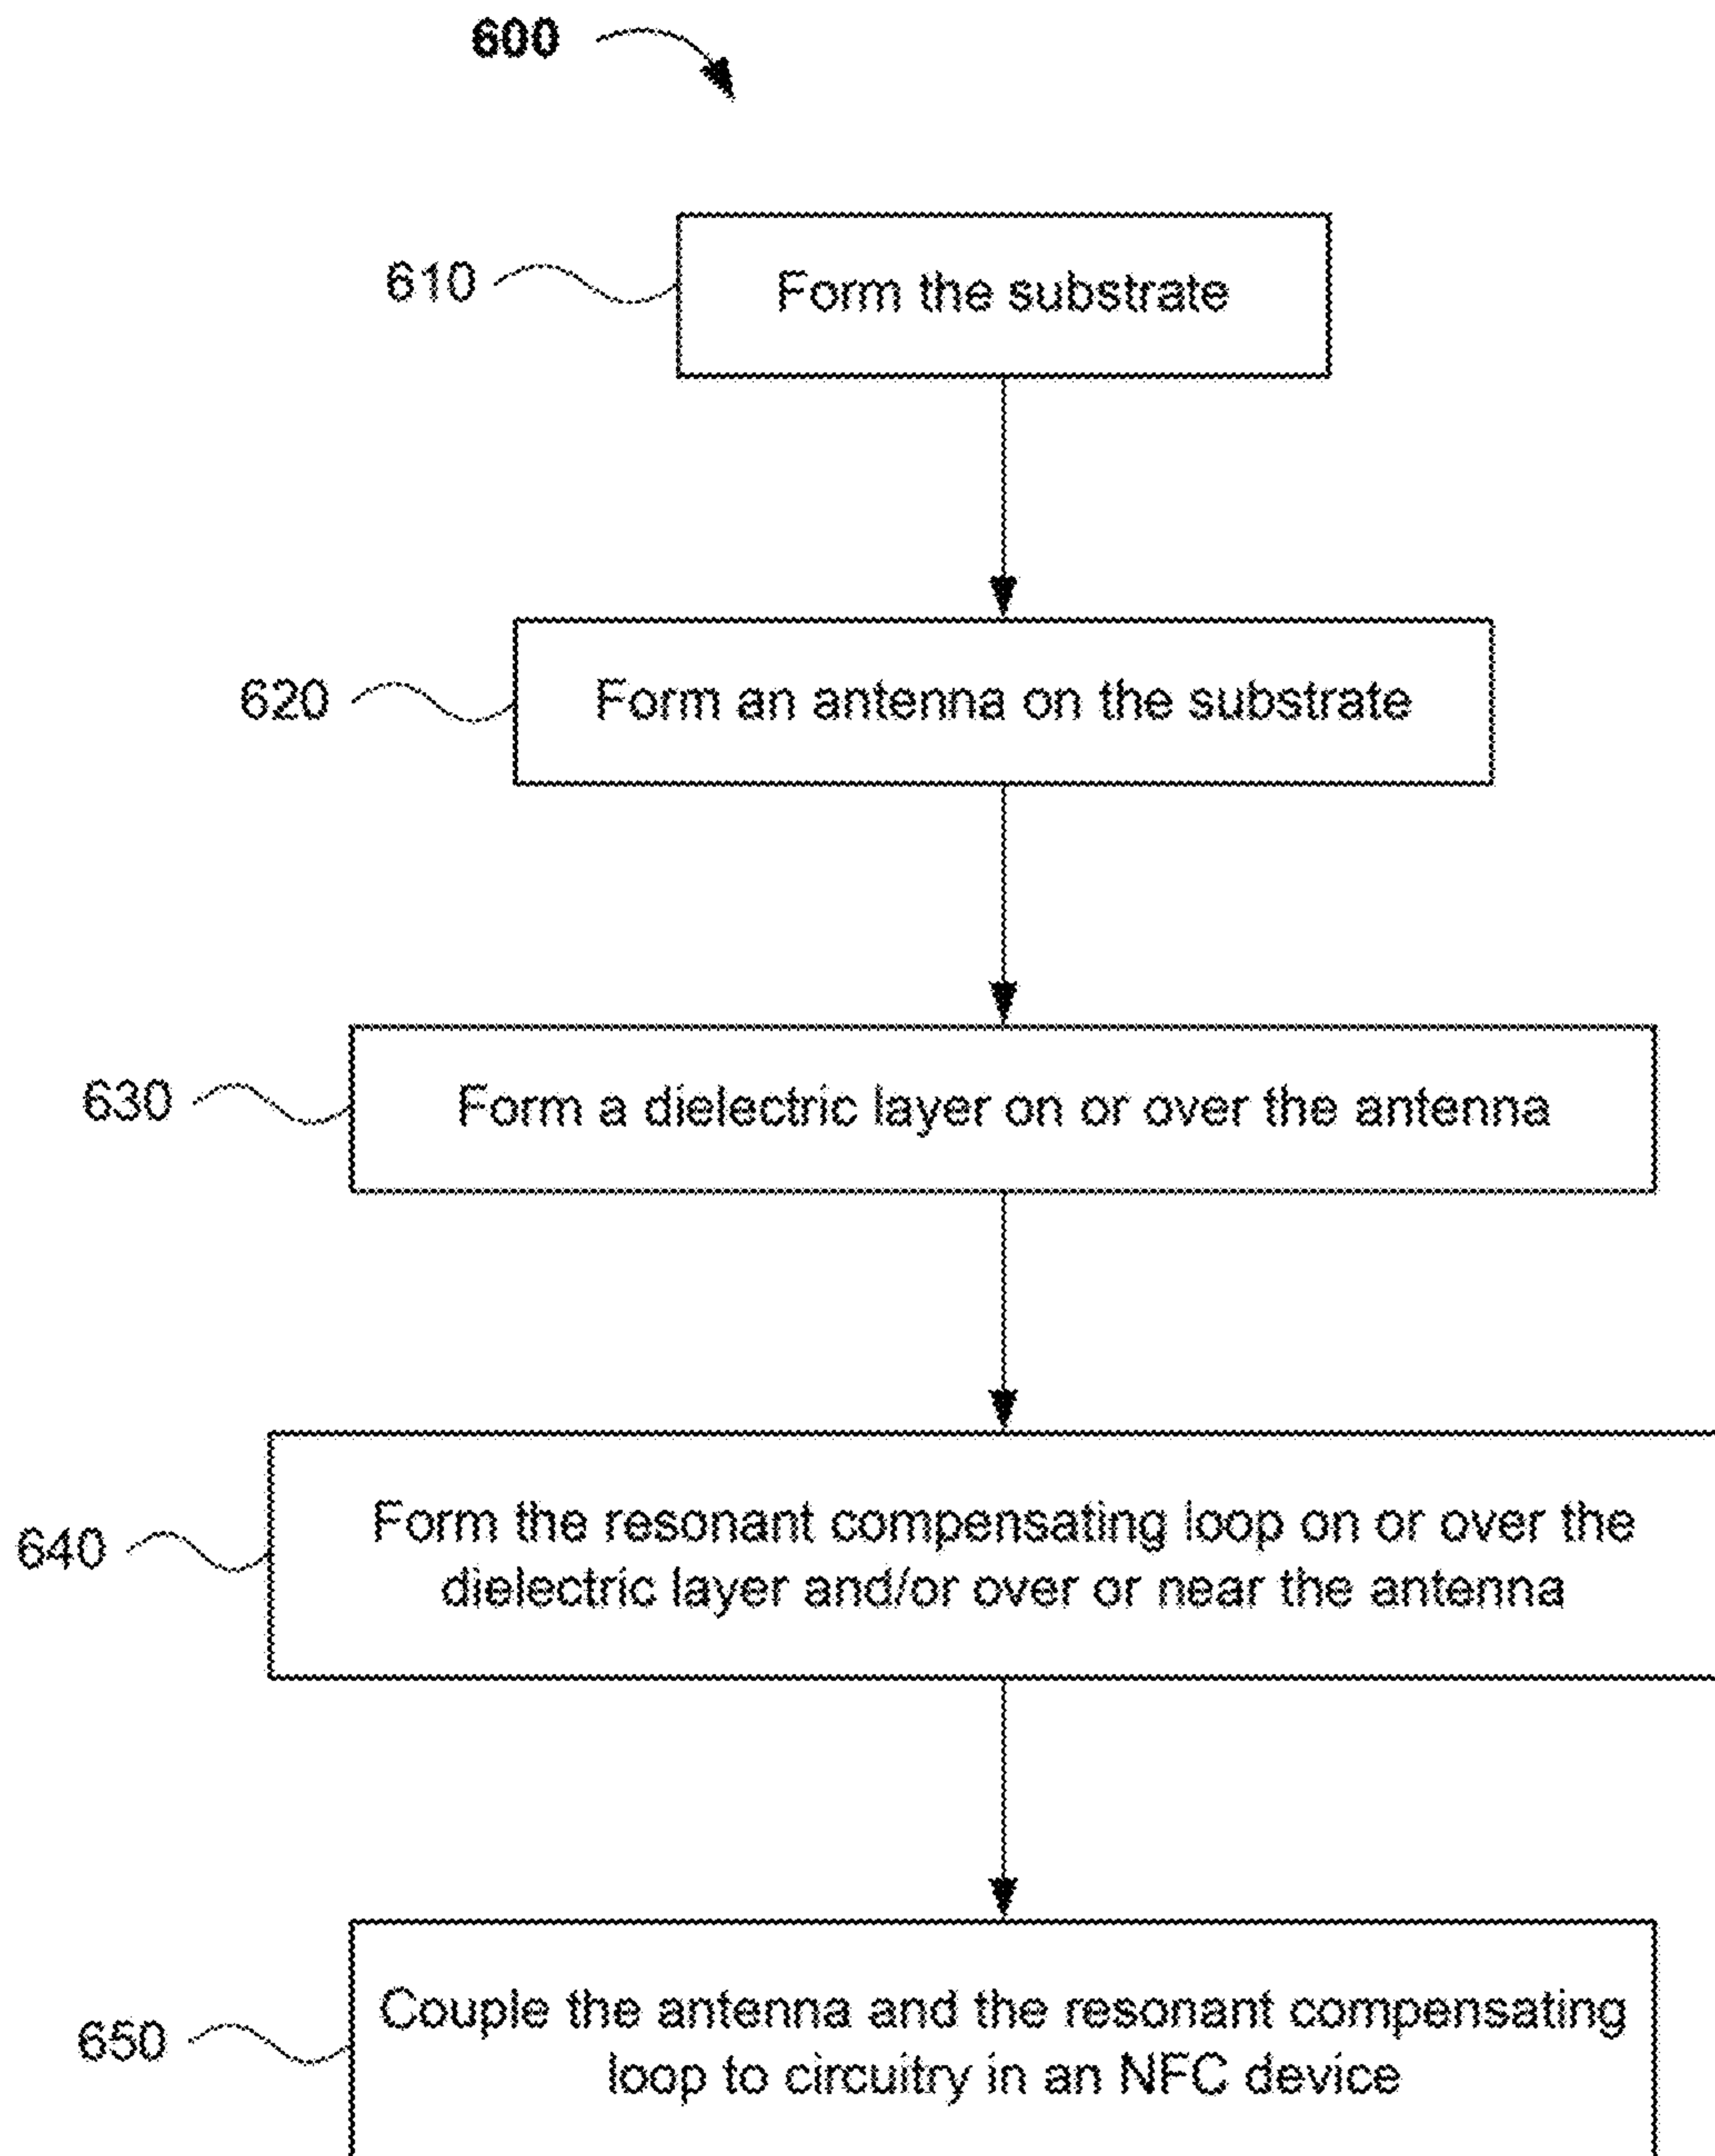 600
610
Form the substrate
620
Form an antenna on the substrate
630
Form a dielectric layer on or over the antenna
640
Form the resonant compensating loop on or over the
dielectric layer and/or over or near the antenna
650
Couple the antenna and the resonant compensating
loop to circuitry in an NFC device